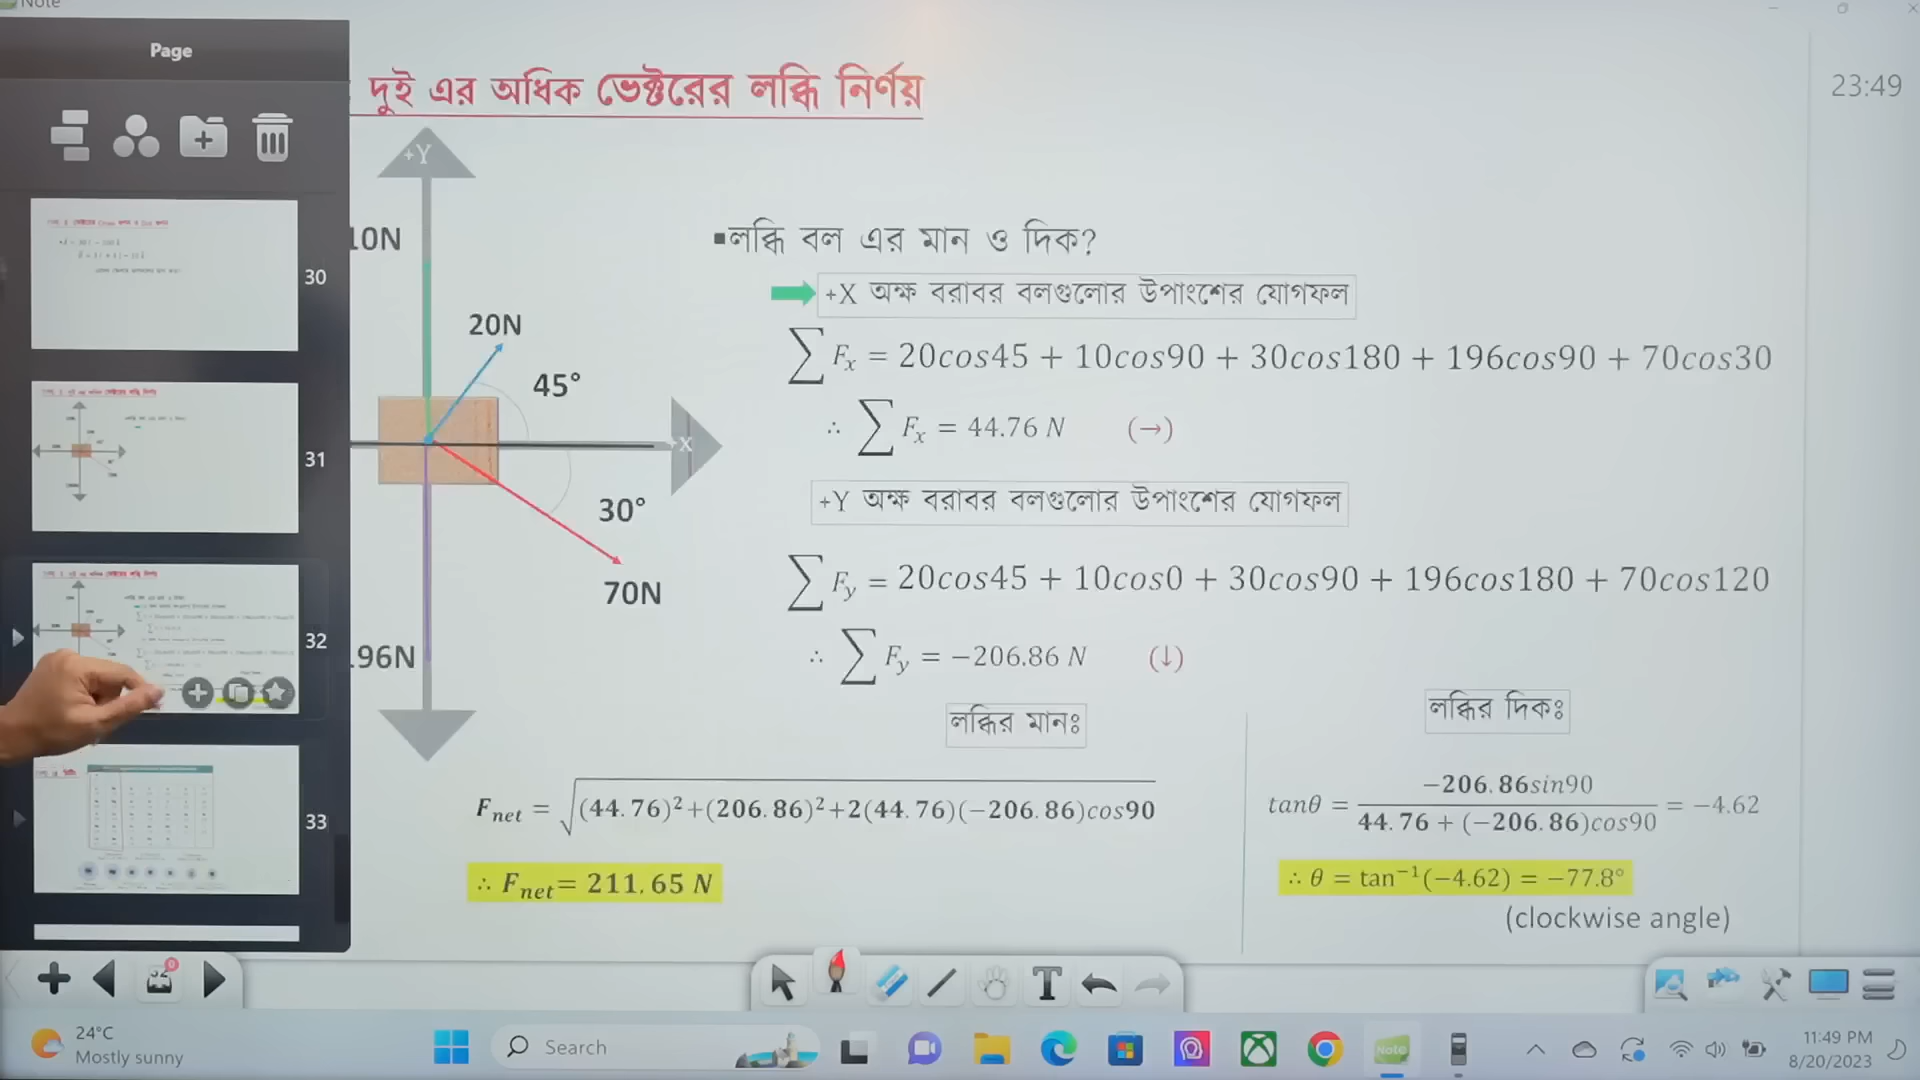 Note
Page
23:49
দুই এর অধিক ভেক্টরের লব্ধি নির্ণয়
+Y
10N
20N
45°
+X
30°
70N
.96N
▪লব্ধি বল এর মান ও দিক?
+X অক্ষ বরাবর বলগুলোর উপাংশের যোগফল
∑ Fx = 20cos45 + 10cos90 + 30cos180 + 196cos90 + 70cos30
∴ ∑ Fx = 44.76 N (→)
+Y অক্ষ বরাবর বলগুলোর উপাংশের যোগফল
∑ Fy = 20cos45 + 10cos0 + 30cos90 + 196cos180 + 70cos120
∴ ∑ Fy = −206.86 N (↓)
লব্ধির মানঃ
Fnet = √(44.76)²+(206.86)²+2(44.76)(−206.86)cos90
∴ Fnet= 211.65 N
লব্ধির দিকঃ
tanθ = −206.86sin90 / 44.76 + (−206.86)cos90 = −4.62
∴ θ = tan⁻¹(−4.62) = −77.8°
(clockwise angle)
30
31
32
33
24°C
Mostly sunny
Search
Note
11:49 PM
8/20/2023